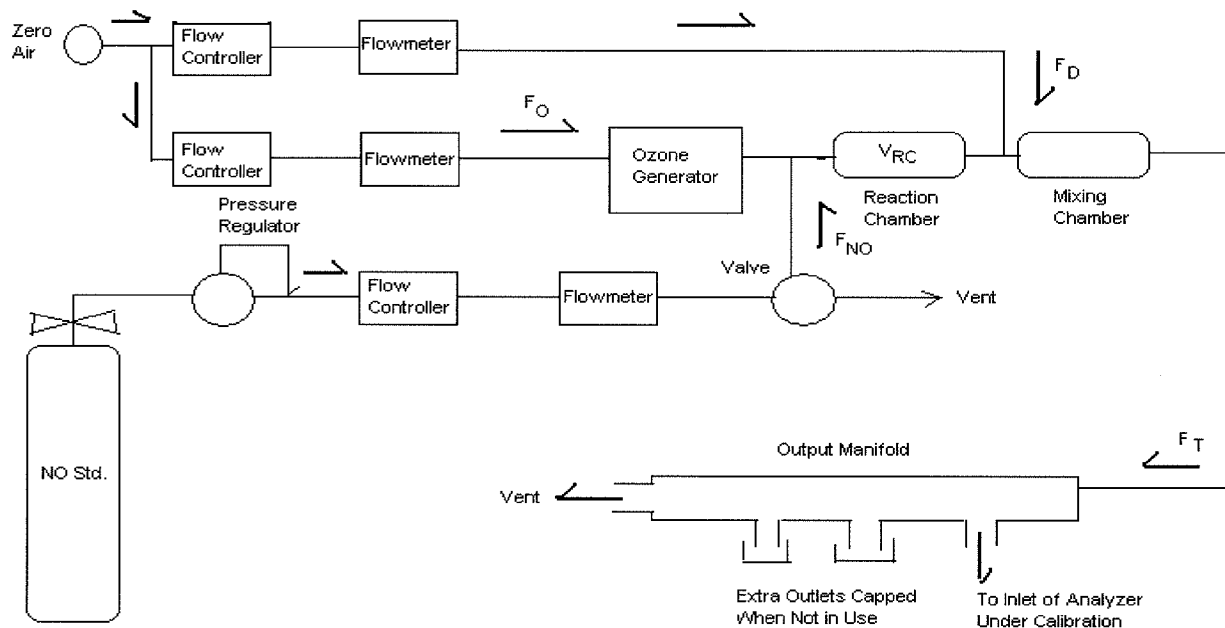 Zero
Air
Flow
Controller
Flowmeter
F_D
F_O
Flow
Controller
Flowmeter
Ozone
Generator
V_RC
Reaction
Chamber
Mixing
Chamber
Pressure
Regulator
F_NO
Valve
Flow
Controller
Flowmeter
Vent
NO Std.
Output Manifold
F_T
Vent
Extra Outlets Capped
When Not in Use
To Inlet of Analyzer
Under Calibration